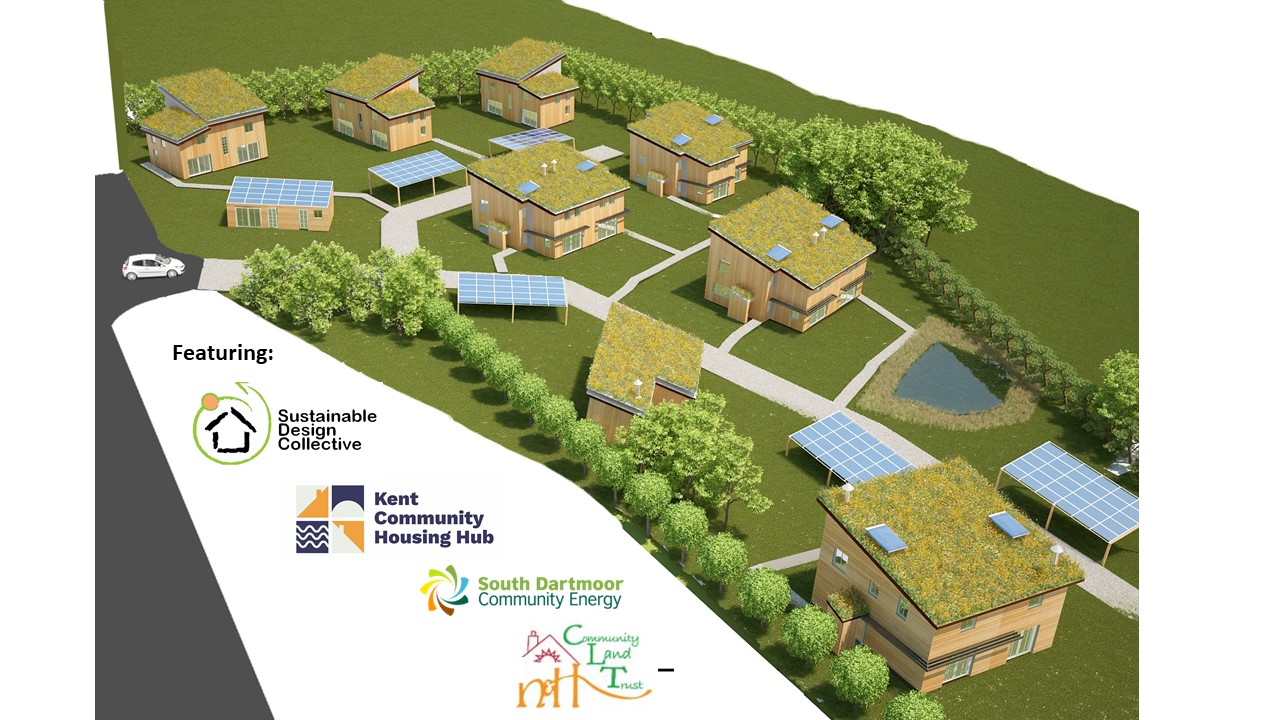 Featuring:
Sustainable
Design
Collective
Kent
Community
Housing Hub
South Dartmoor
Community Energy
Community
Land
Trust
n&H